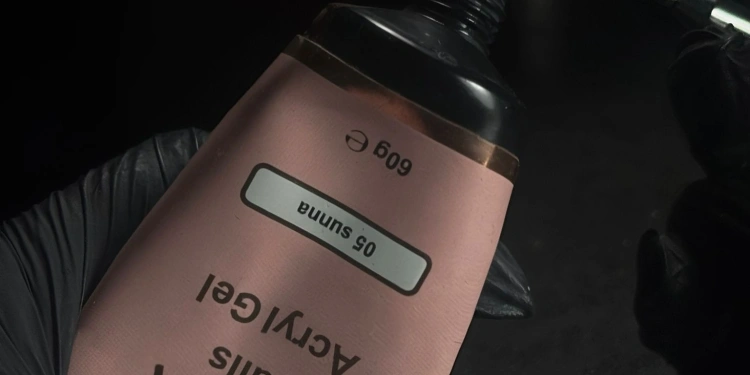 Acryl Gel
05 sunna
60g ℮